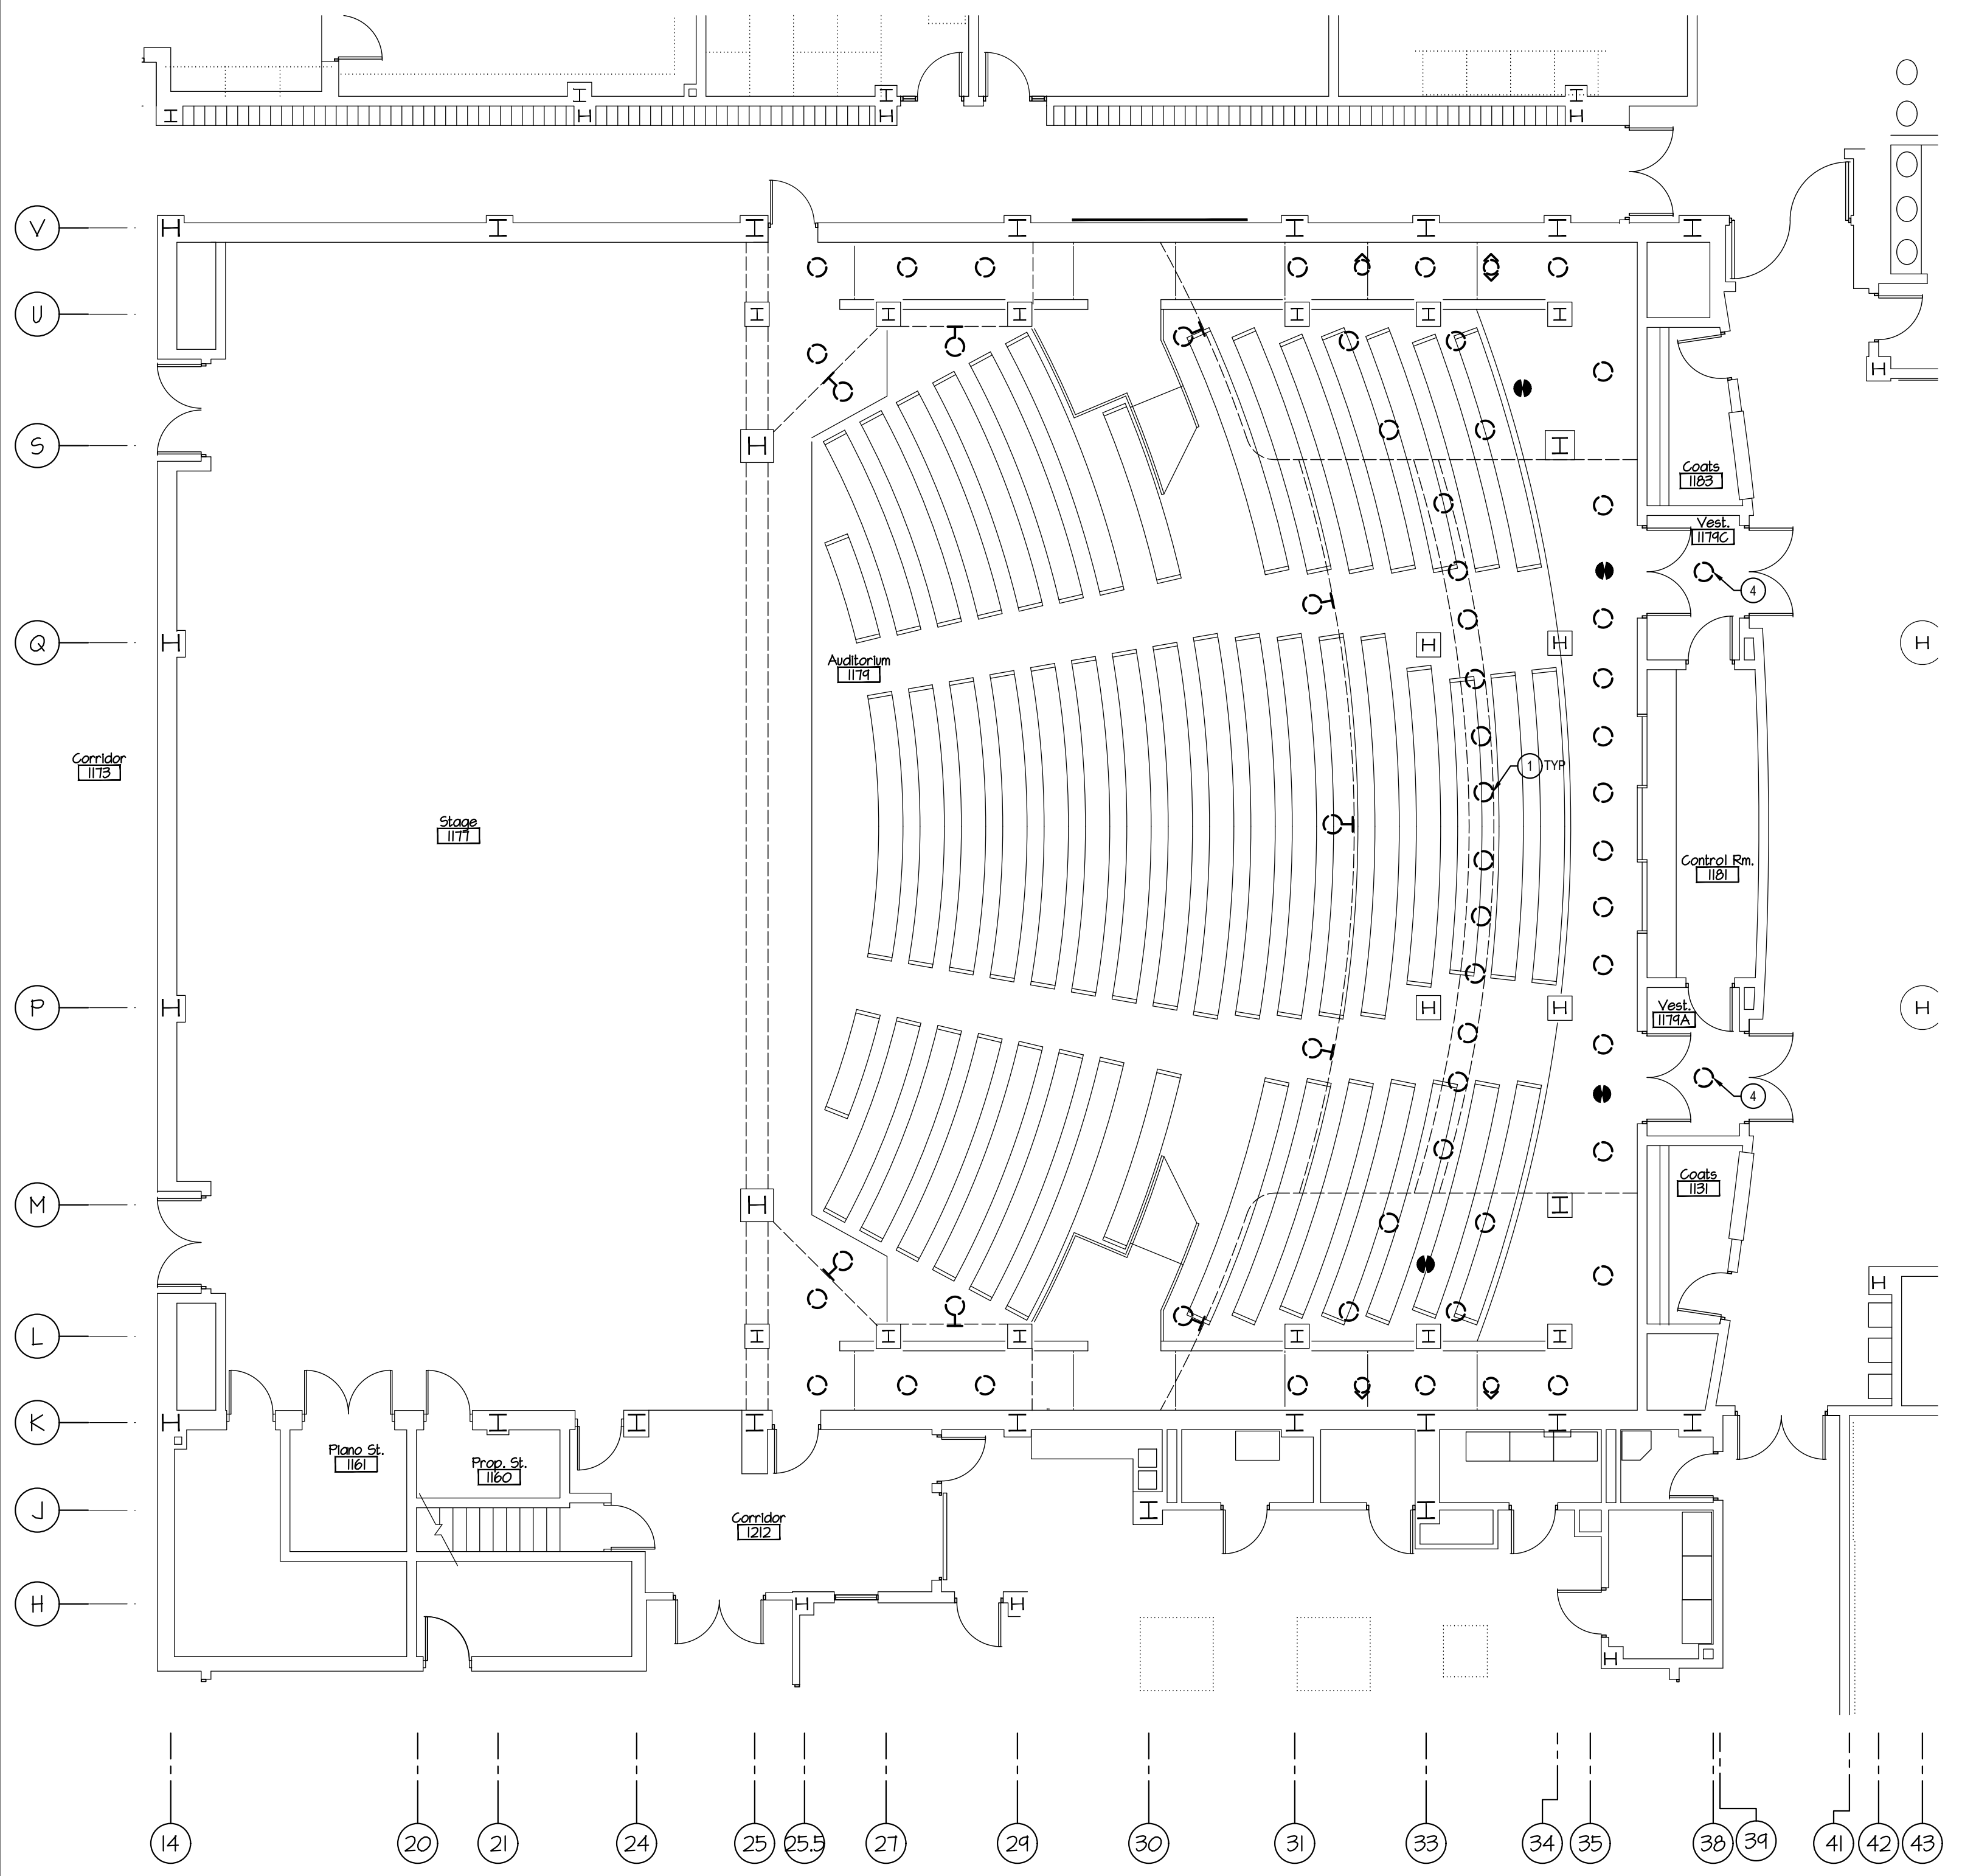 V
U
S
Coats
1183
Vest.
1179C
4
Q
H
Auditorium
1179
Corridor
1173
1
TYP
Stage
1177
Control Rm.
1181
P
H
Vest.
1179A
4
Coats
1131
M
L
K
Piano St.
1161
Prop. St.
1160
J
Corridor
1212
H
14
20
21
24
25
25.5
27
29
30
31
33
34
35
38
39
41
42
43